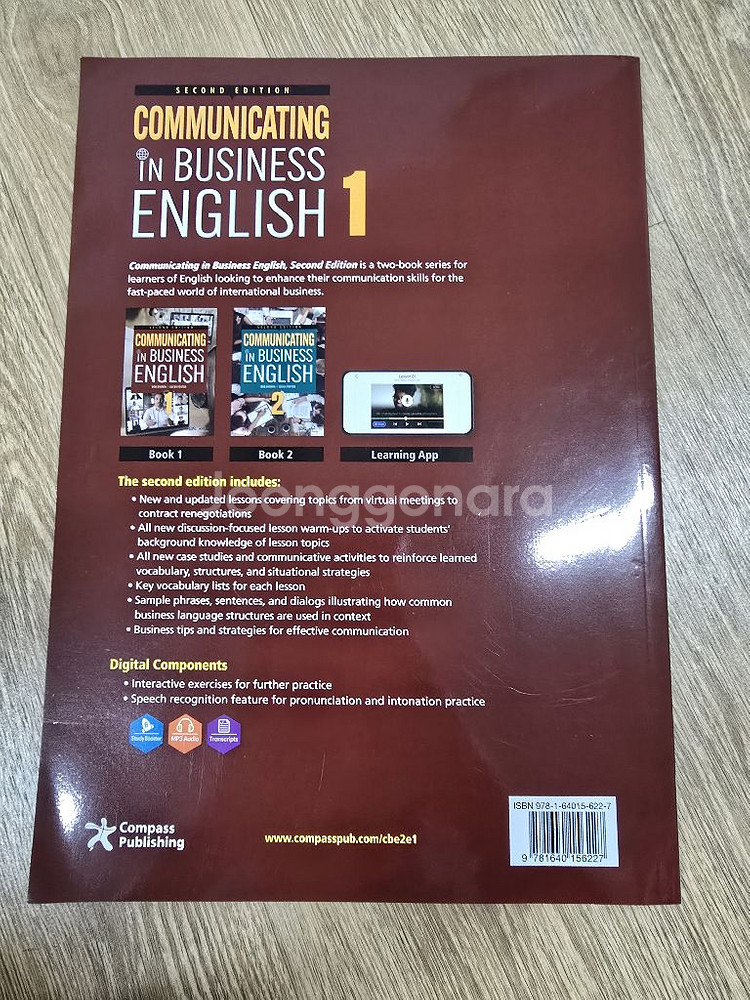 SECOND EDITION
COMMUNICATING
IN BUSINESS
ENGLISH 1
Communicating in Business English, Second Edition is a two-book series for
learners of English looking to enhance their communication skills for the
fast-paced world of international business.
SECOND EDITION
COMMUNICATING
IN BUSINESS
ENGLISH
1
SECOND EDITION
COMMUNICATING
IN BUSINESS
ENGLISH
2
Book 1
Book 2
Learning App
The second edition includes:
• New and updated lessons covering topics from virtual meetings to
contract renegotiations
• All new discussion-focused lesson warm-ups to activate students'
background knowledge of lesson topics
• All new case studies and communicative activities to reinforce learned
vocabulary, structures, and situational strategies
• Key vocabulary lists for each lesson
• Sample phrases, sentences, and dialogs illustrating how common
business language structures are used in context
• Business tips and strategies for effective communication
Digital Components
• Interactive exercises for further practice
• Speech recognition feature for pronunciation and intonation practice
Study Booster
MP3 Audio
Transcripts
Compass
Publishing
www.compasspub.com/cbe2e1
ISBN 978-1-64015-622-7
9 781640 156227
joonggonara